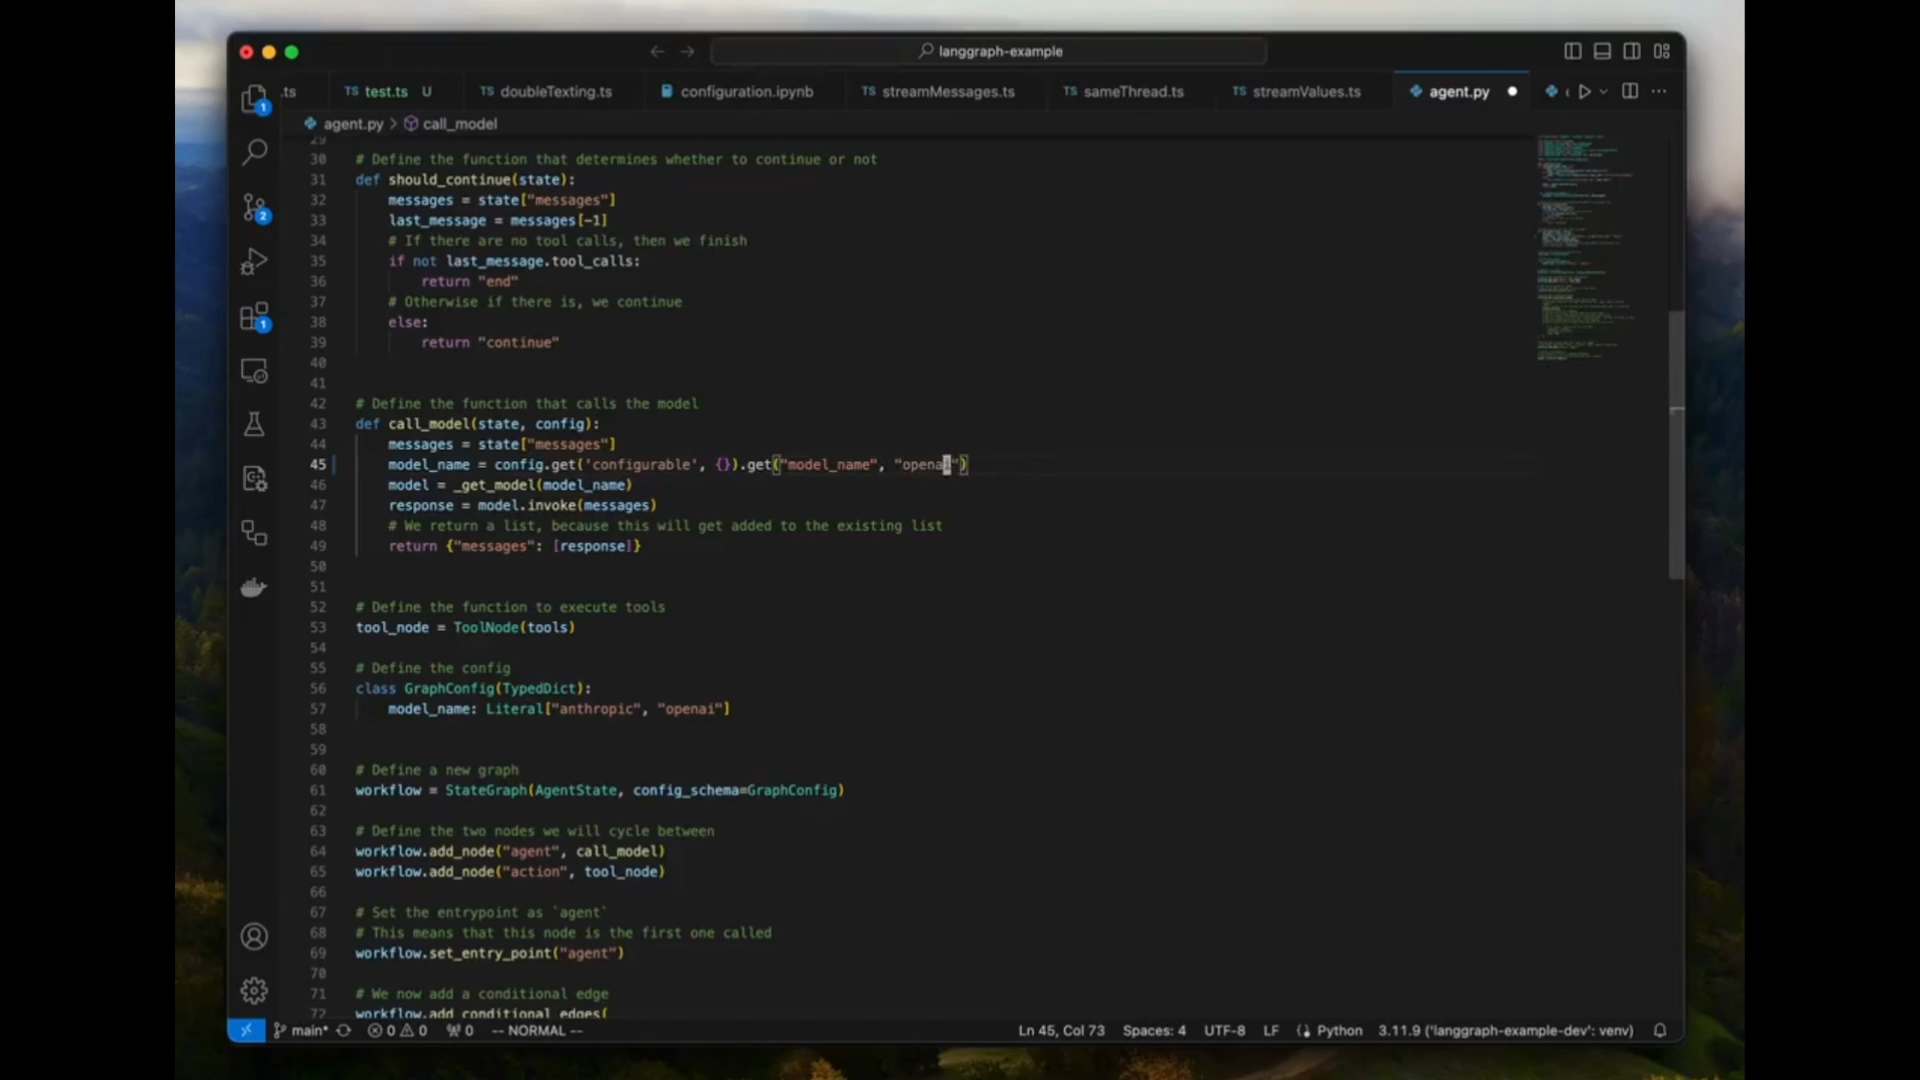 langgraph-example
.ts
TS test.ts U
TS doubleTexting.ts
configuration.ipynb
TS streamMessages.ts
TS sameThread.ts
TS streamValues.ts
agent.py
agent.py > call_model
29
30 # Define the function that determines whether to continue or not
31 def should_continue(state):
32 messages = state["messages"]
33 last_message = messages[-1]
34 # If there are no tool calls, then we finish
35 if not last_message.tool_calls:
36 return "end"
37 # Otherwise if there is, we continue
38 else:
39 return "continue"
40
41
42 # Define the function that calls the model
43 def call_model(state, config):
44 messages = state["messages"]
45 model_name = config.get('configurable', {}).get("model_name", "openai")
46 model = _get_model(model_name)
47 response = model.invoke(messages)
48 # We return a list, because this will get added to the existing list
49 return {"messages": [response]}
50
51
52 # Define the function to execute tools
53 tool_node = ToolNode(tools)
54
55 # Define the config
56 class GraphConfig(TypedDict):
57 model_name: Literal["anthropic", "openai"]
58
59
60 # Define a new graph
61 workflow = StateGraph(AgentState, config_schema=GraphConfig)
62
63 # Define the two nodes we will cycle between
64 workflow.add_node("agent", call_model)
65 workflow.add_node("action", tool_node)
66
67 # Set the entrypoint as `agent`
68 # This means that this node is the first one called
69 workflow.set_entry_point("agent")
70
71 # We now add a conditional edge
72 workflow.add_conditional_edges(
1
2
1
main* 0 0 0 -- NORMAL -- Ln 45, Col 73 Spaces: 4 UTF-8 LF Python 3.11.9 ('langgraph-example-dev': venv)